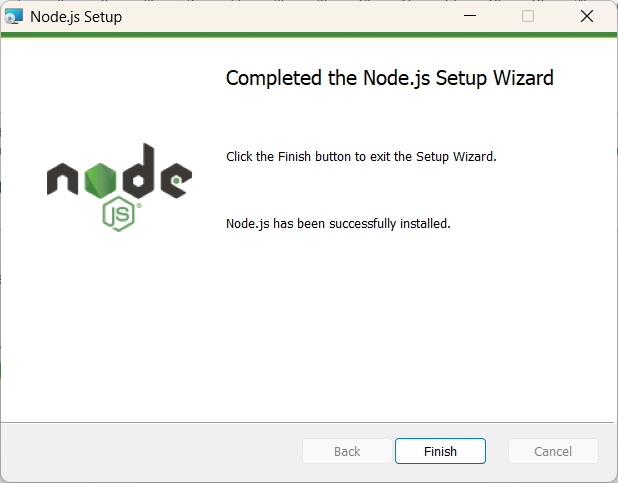 Node.js Setup
Completed the Node.js Setup Wizard
Click the Finish button to exit the Setup Wizard.
node
JS
®
Node.js has been successfully installed.
Back
Finish
Cancel